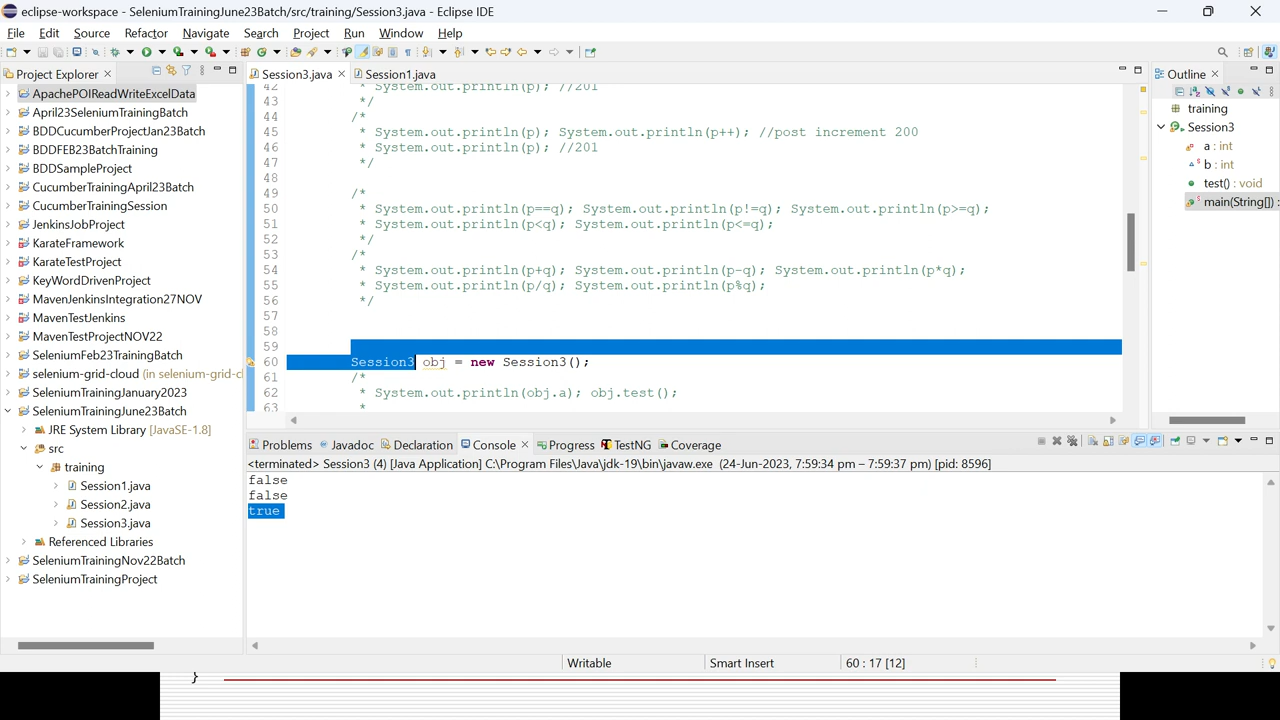 eclipse-workspace - SeleniumTrainingJune23Batch/src/training/Session3.java - Eclipse IDE
File Edit Source Refactor Navigate Search Project Run Window Help
Project Explorer
ApachePOIReadWriteExcelData
April23SeleniumTrainingBatch
BDDCucumberProjectJan23Batch
BDDFEB23BatchTraining
BDDSampleProject
CucumberTrainingApril23Batch
CucumberTrainingSession
JenkinsJobProject
KarateFramework
KarateTestProject
KeyWordDrivenProject
MavenJenkinsIntegration27NOV
MavenTestJenkins
MavenTestProjectNOV22
SeleniumFeb23TrainingBatch
selenium-grid-cloud (in selenium-grid-c
SeleniumTrainingJanuary2023
SeleniumTrainingJune23Batch
JRE System Library [JavaSE-1.8]
src
training
Session1.java
Session2.java
Session3.java
Referenced Libraries
SeleniumTrainingNov22Batch
SeleniumTrainingProject
Session3.java Session1.java
42 * System.out.println(p); //201
43 */
44 /*
45 * System.out.println(p); System.out.println(p++); //post increment 200
46 * System.out.println(p); //201
47 */
48
49 /*
50 * System.out.println(p==q); System.out.println(p!=q); System.out.println(p>=q);
51 * System.out.println(p<q); System.out.println(p<=q);
52 */
53 /*
54 * System.out.println(p+q); System.out.println(p-q); System.out.println(p*q);
55 * System.out.println(p/q); System.out.println(p%q);
56 */
57
58
59
60 Session3 obj = new Session3();
61 /*
62 * System.out.println(obj.a); obj.test();
63 *
Outline
training
Session3
a : int
b : int
test() : void
main(String[]) :
Problems Javadoc Declaration Console Progress TestNG Coverage
<terminated> Session3 (4) [Java Application] C:\Program Files\Java\jdk-19\bin\javaw.exe (24-Jun-2023, 7:59:34 pm – 7:59:37 pm) [pid: 8596]
false
false
true
Writable Smart Insert 60 : 17 [12]
}